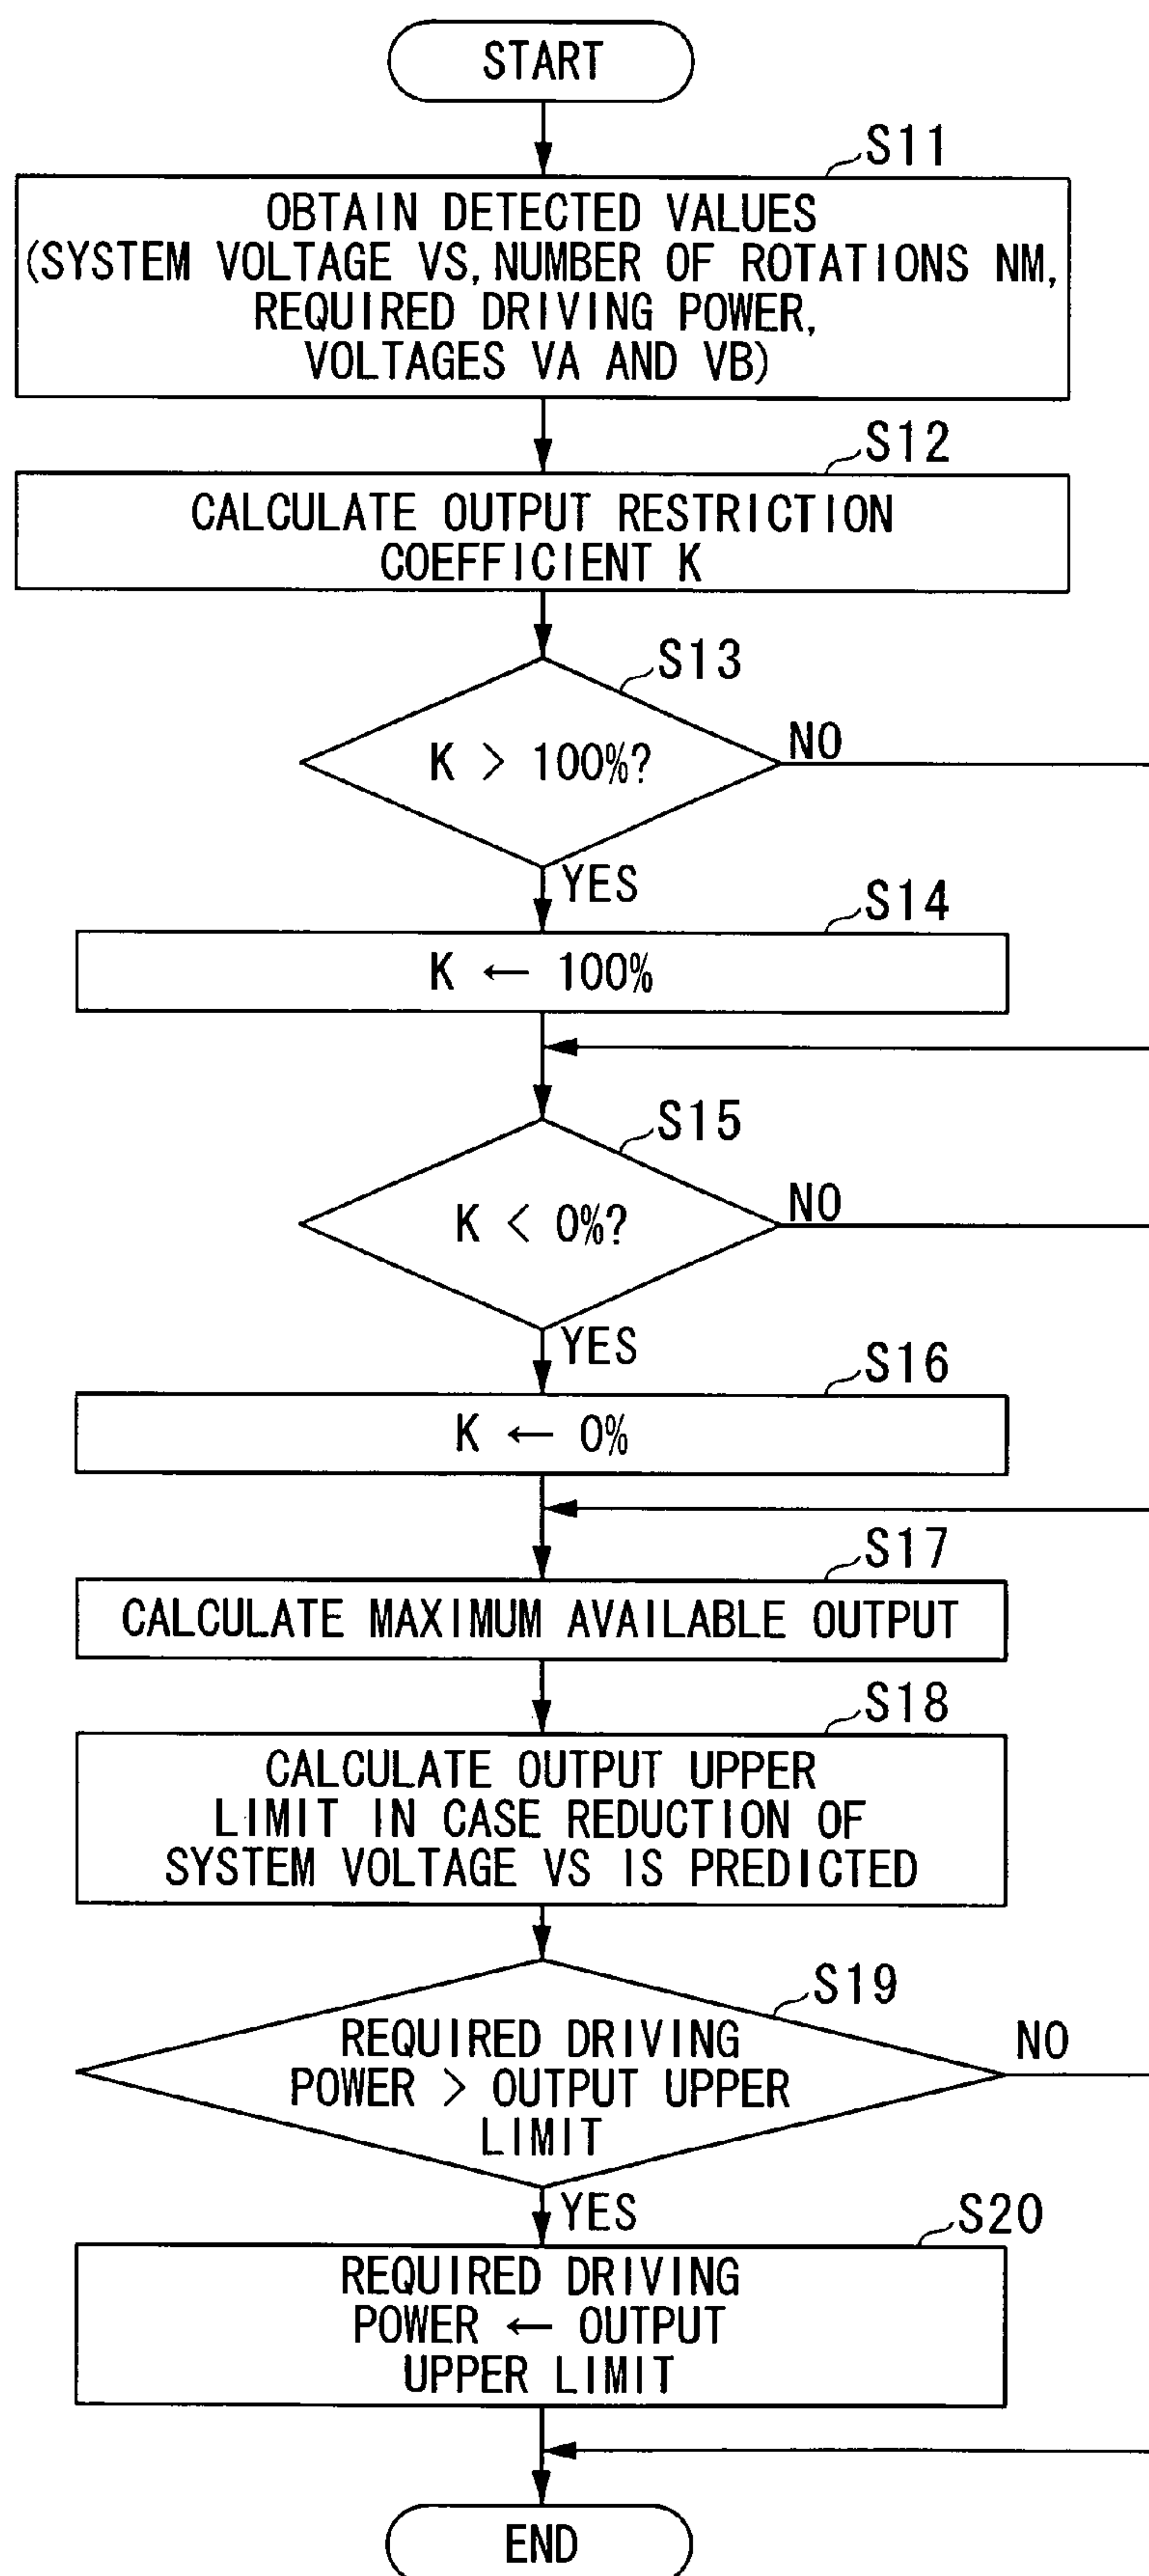 START
S11
OBTAIN DETECTED VALUES
(SYSTEM VOLTAGE VS, NUMBER OF ROTATIONS NM,
REQUIRED DRIVING POWER,
VOLTAGES VA AND VB)
S12
CALCULATE OUTPUT RESTRICTION
COEFFICIENT K
S13
K > 100%?
NO
YES
S14
K ← 100%
S15
K < 0%?
NO
YES
S16
K ← 0%
S17
CALCULATE MAXIMUM AVAILABLE OUTPUT
S18
CALCULATE OUTPUT UPPER
LIMIT IN CASE REDUCTION OF
SYSTEM VOLTAGE VS IS PREDICTED
S19
REQUIRED DRIVING
POWER > OUTPUT UPPER
LIMIT
NO
YES
S20
REQUIRED DRIVING
POWER ← OUTPUT
UPPER LIMIT
END